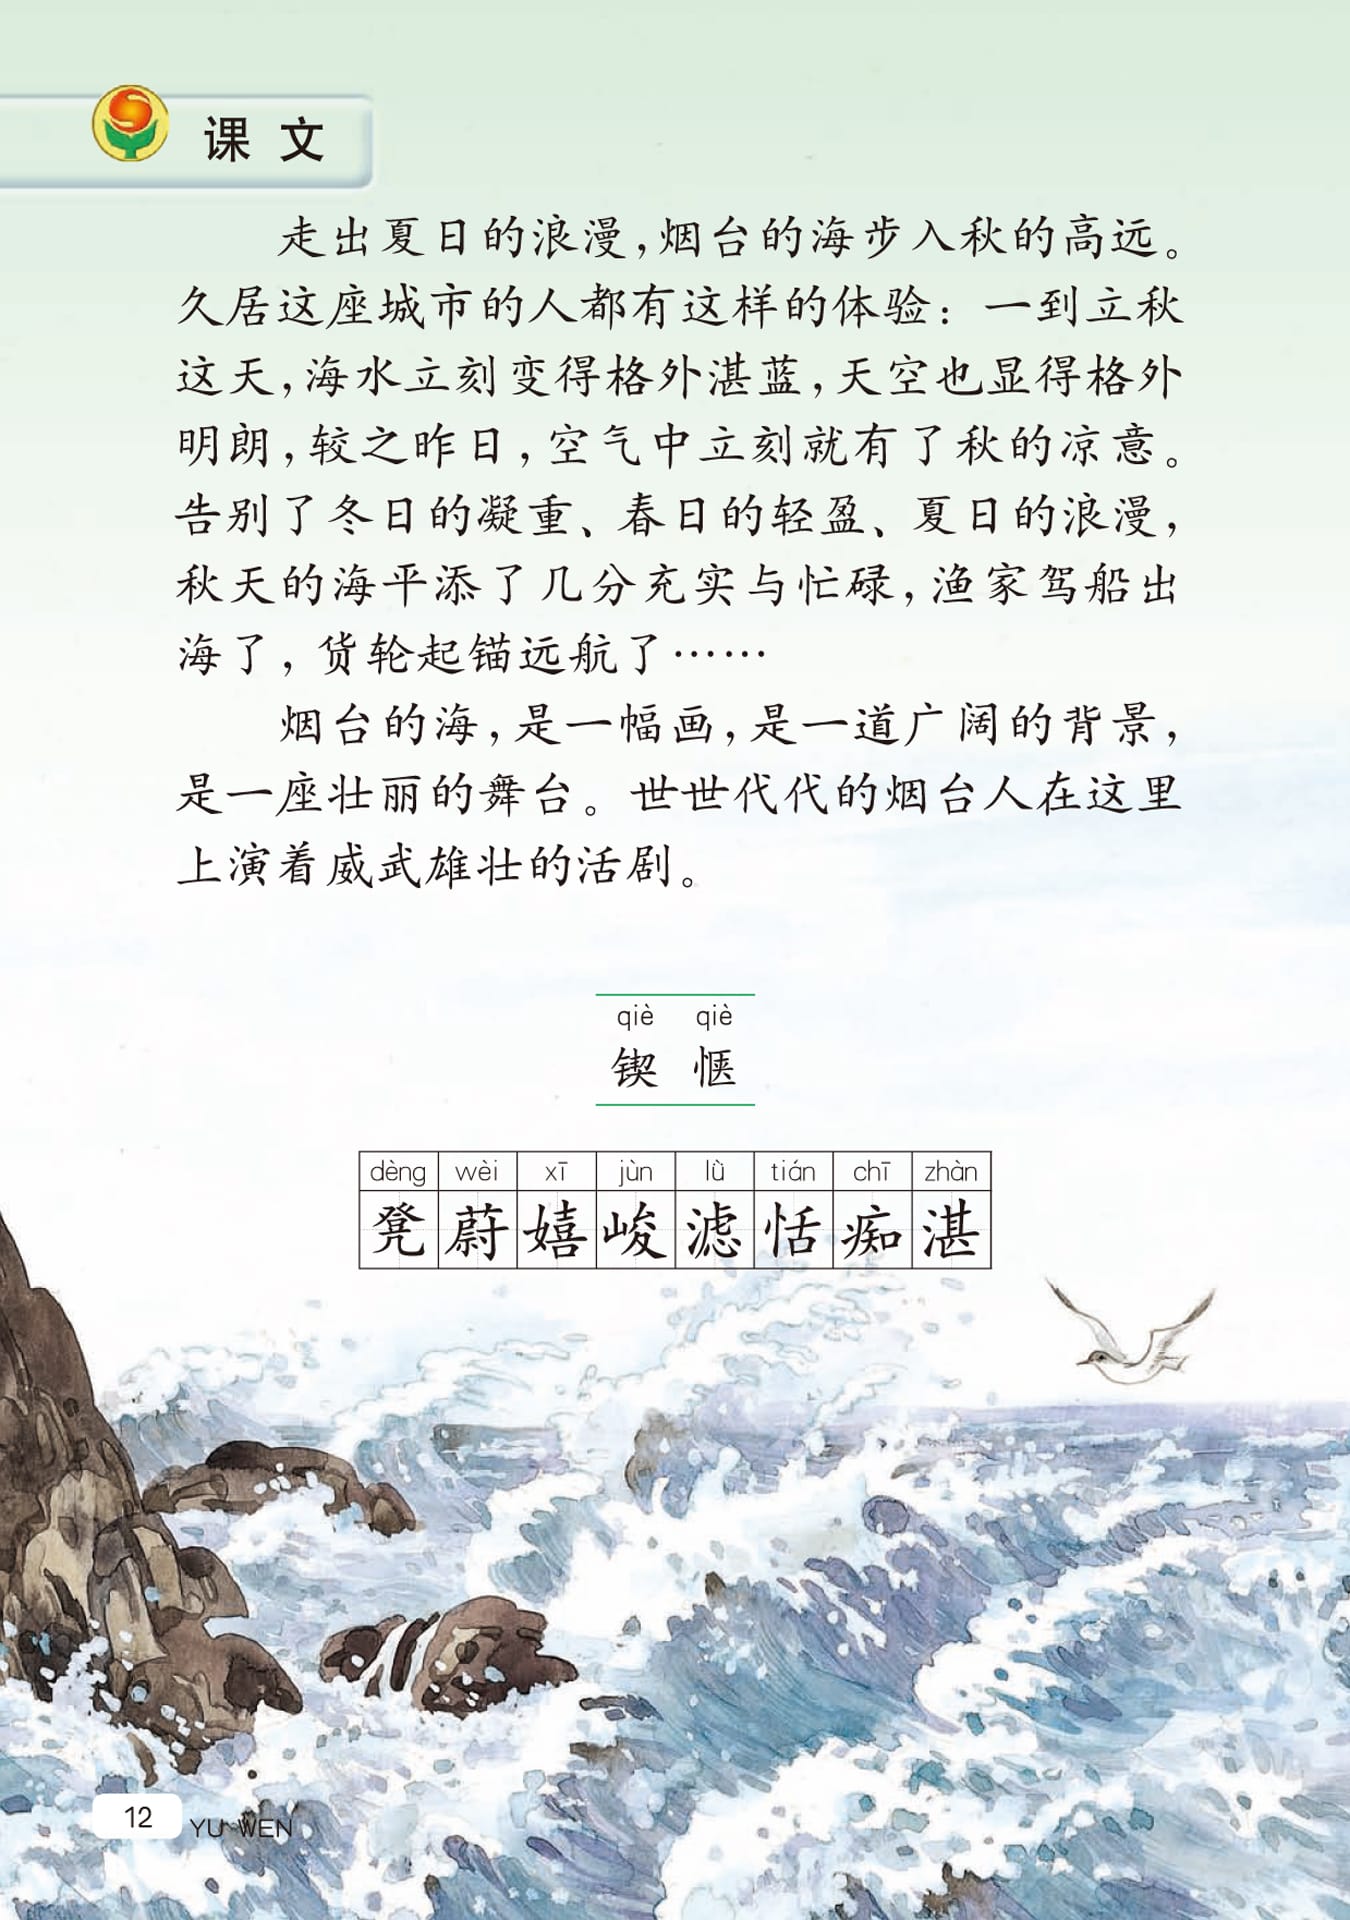 课文
走出夏日的浪漫，烟台的海步入秋的高远。
久居这座城市的人都有这样的体验：一到立秋
这天，海水立刻变得格外湛蓝，天空也显得格外
明朗，较之昨日，空气中立刻就有了秋的凉意。
告别了冬日的凝重、春日的轻盈、夏日的浪漫，
秋天的海平添了几分充实与忙碌，渔家驾船出
海了，货轮起锚远航了……
烟台的海，是一幅画，是一道广阔的背景，
是一座壮丽的舞台。世世代代的烟台人在这里
上演着威武雄壮的活剧。
qiè qiè
锲 惬
dèng wèi xī jùn lǜ tián chī zhàn
凳 蔚 嬉 峻 滤 恬 痴 湛
12 YU WEN